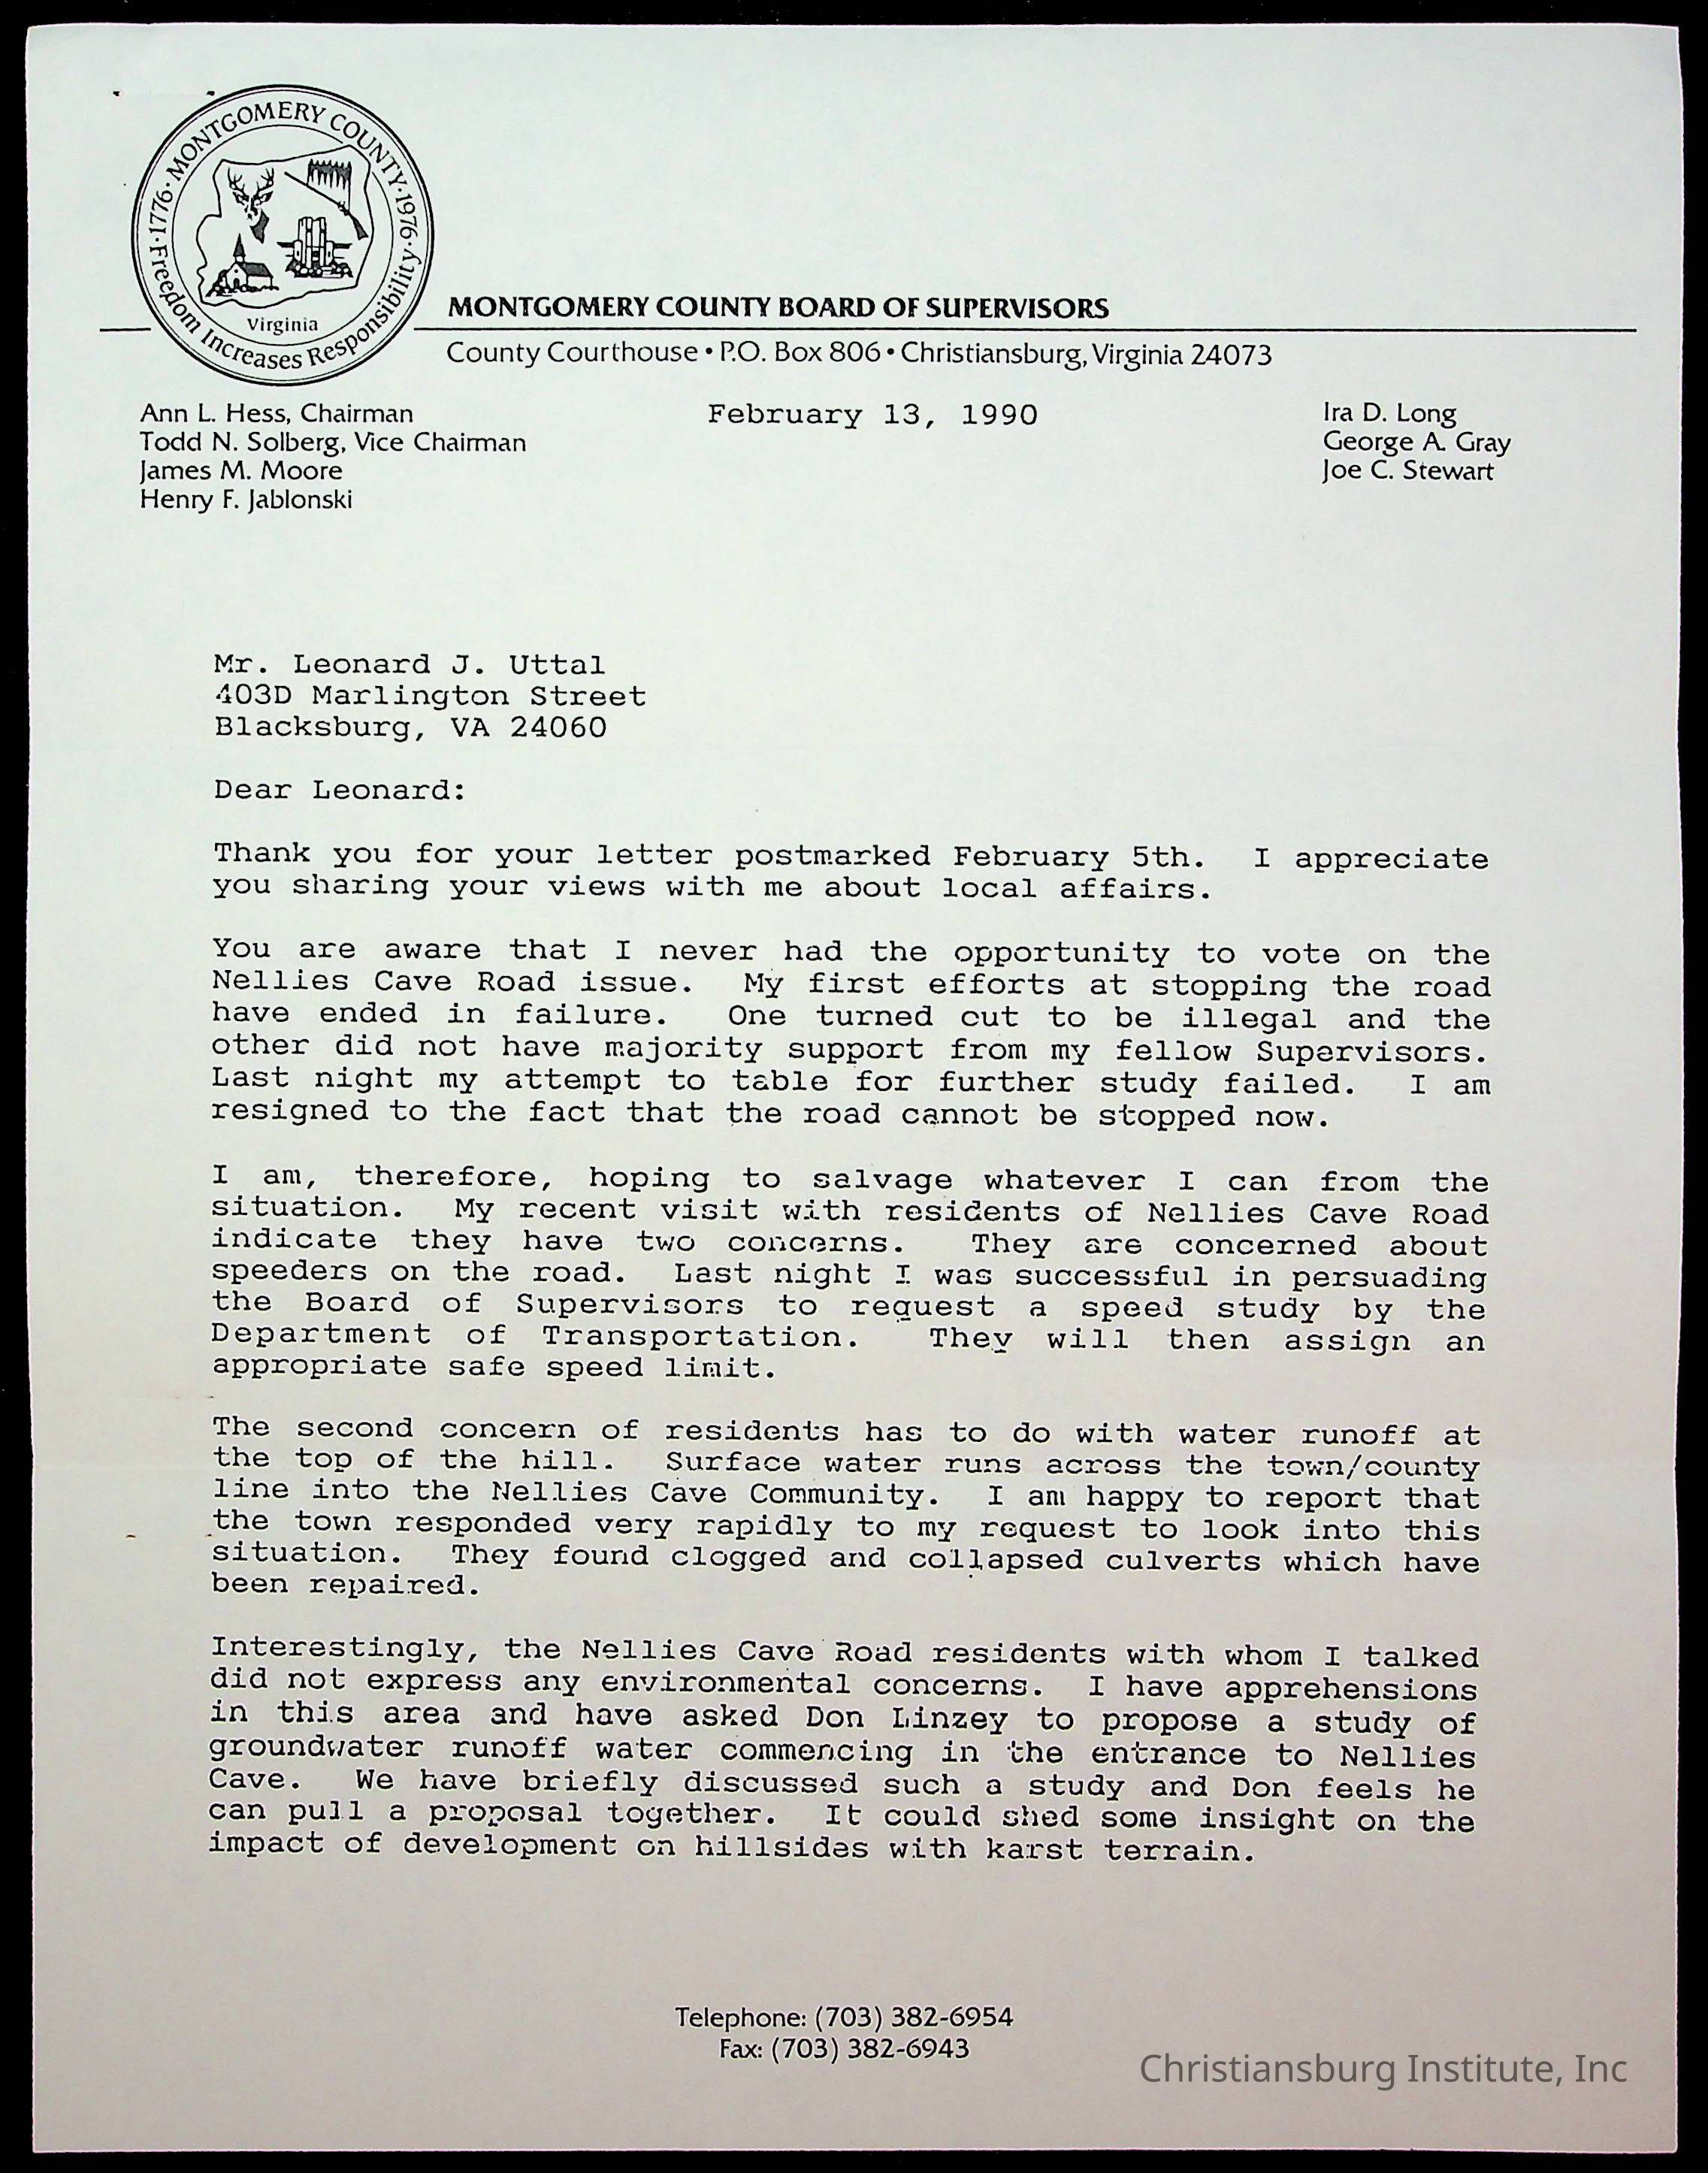 ·1776· MONTGOMERY COUNTY ·1976·
Freedom Increases Responsibility
Virginia
MONTGOMERY COUNTY BOARD OF SUPERVISORS
County Courthouse • P.O. Box 806 • Christiansburg, Virginia 24073
Ann L. Hess, Chairman
Todd N. Solberg, Vice Chairman
James M. Moore
Henry F. Jablonski
February 13, 1990
Ira D. Long
George A. Gray
Joe C. Stewart
Mr. Leonard J. Uttal
403D Marlington Street
Blacksburg, VA 24060
Dear Leonard:
Thank you for your letter postmarked February 5th. I appreciate
you sharing your views with me about local affairs.
You are aware that I never had the opportunity to vote on the
Nellies Cave Road issue. My first efforts at stopping the road
have ended in failure. One turned out to be illegal and the
other did not have majority support from my fellow Supervisors.
Last night my attempt to table for further study failed. I am
resigned to the fact that the road cannot be stopped now.
I am, therefore, hoping to salvage whatever I can from the
situation. My recent visit with residents of Nellies Cave Road
indicate they have two concerns. They are concerned about
speeders on the road. Last night I was successful in persuading
the Board of Supervisors to request a speed study by the
Department of Transportation. They will then assign an
appropriate safe speed limit.
The second concern of residents has to do with water runoff at
the top of the hill. Surface water runs across the town/county
line into the Nellies Cave Community. I am happy to report that
the town responded very rapidly to my request to look into this
situation. They found clogged and collapsed culverts which have
been repaired.
Interestingly, the Nellies Cave Road residents with whom I talked
did not express any environmental concerns. I have apprehensions
in this area and have asked Don Linzey to propose a study of
groundwater runoff water commencing in the entrance to Nellies
Cave. We have briefly discussed such a study and Don feels he
can pull a proposal together. It could shed some insight on the
impact of development on hillsides with karst terrain.
Telephone: (703) 382-6954
Fax: (703) 382-6943
Christiansburg Institute, Inc